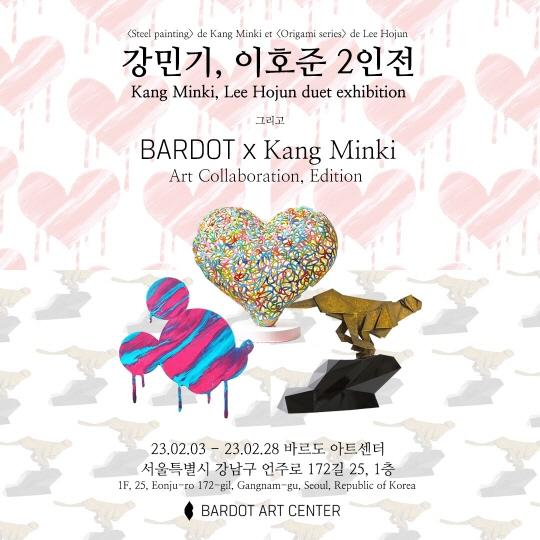 〈Steel painting〉 de Kang Minki et 〈Origami series〉 de Lee Hojun
강민기, 이호준 2인전
Kang Minki, Lee Hojun duet exhibition
그리고
BARDOT x Kang Minki
Art Collaboration, Edition
23.02.03 - 23.02.28 바르도 아트센터
서울특별시 강남구 언주로 172길 25, 1층
1F, 25, Eonju-ro 172-gil, Gangnam-gu, Seoul, Republic of Korea
BARDOT ART CENTER